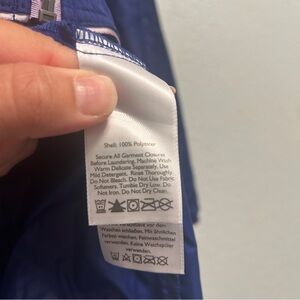 Shell: 100% Polyester
Secure All Garment Closures
Before Laundering. Machine Wash
Warm Delicate Separately. Use
Mild Detergent. Rinse Thoroughly.
Do Not Bleach. Do Not Use Fabric
Softeners. Tumble Dry Low. Do
Not Iron. Do Not Dry Clean.
vor dem
Waschen schließen. Mit ähnlichen
Farben waschen. Feinwaschmittel
verwenden. Keine Weichspüler
verwenden.